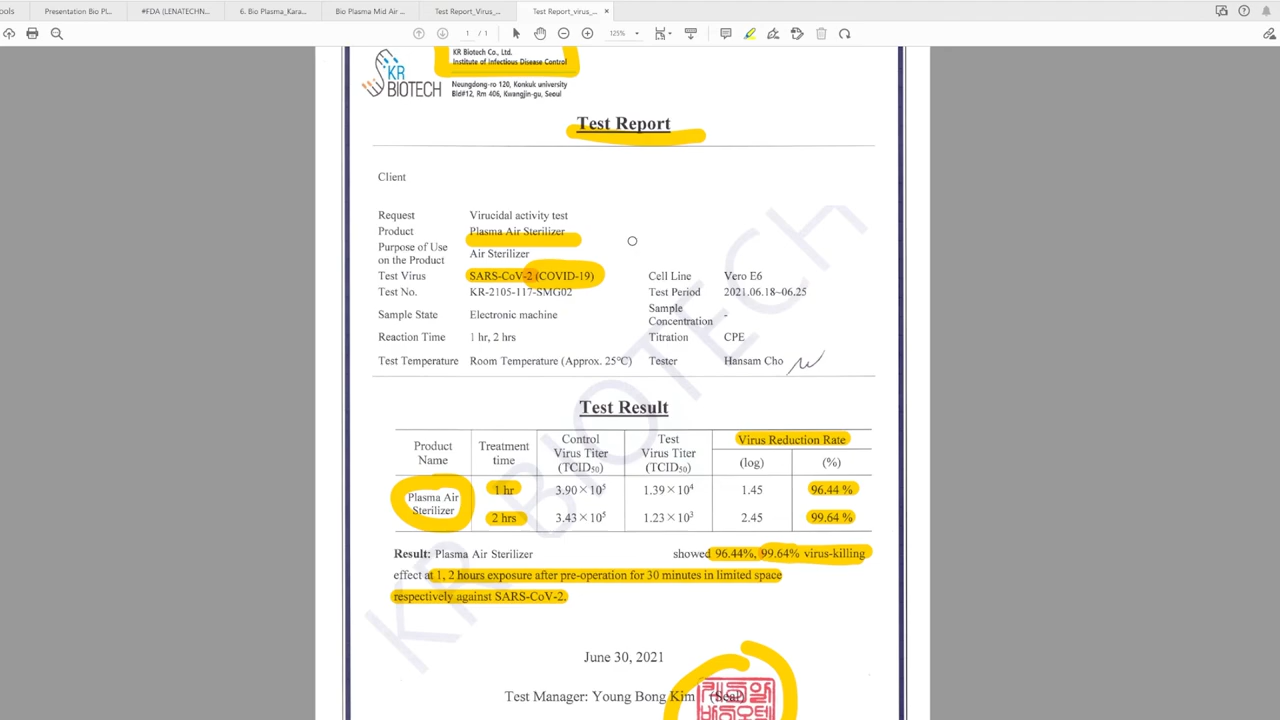 ools
Presentation Bio Pl...
#FDA (LENATECHN...
6. Bio Plasma_Kara...
Bio Plasma Mid Air ...
Test Report_Virus_...
Test Report_virus_...
1 / 1
125%
KR BIOTECH
KR Biotech Co., Ltd.
Institute of Infectious Disease Control
Neungdong-ro 120, Konkuk university
Bld#12, Rm 406, Kwangjin-gu, Seoul
Test Report
Client
Request Virucidal activity test
Product Plasma Air Sterilizer
Purpose of Use
on the Product Air Sterilizer
Test Virus SARS-CoV-2 (COVID-19) Cell Line Vero E6
Test No. KR-2105-117-SMG02 Test Period 2021.06.18~06.25
Sample State Electronic machine Sample
Concentration -
Reaction Time 1 hr, 2 hrs Titration CPE
Test Temperature Room Temperature (Approx. 25℃) Tester Hansam Cho
Test Result
Product
Name
Treatment
time
Control
Virus Titer
(TCID50)
Test
Virus Titer
(TCID50)
Virus Reduction Rate
(log) (%)
Plasma Air
Sterilizer
1 hr 3.90×10⁵ 1.39×10⁴ 1.45 96.44 %
2 hrs 3.43×10⁵ 1.23×10³ 2.45 99.64 %
Result: Plasma Air Sterilizer showed 96.44%, 99.64% virus-killing
effect at 1, 2 hours exposure after pre-operation for 30 minutes in limited space
respectively against SARS-CoV-2.
June 30, 2021
Test Manager: Young Bong Kim (Seal)
KR BIOTECH